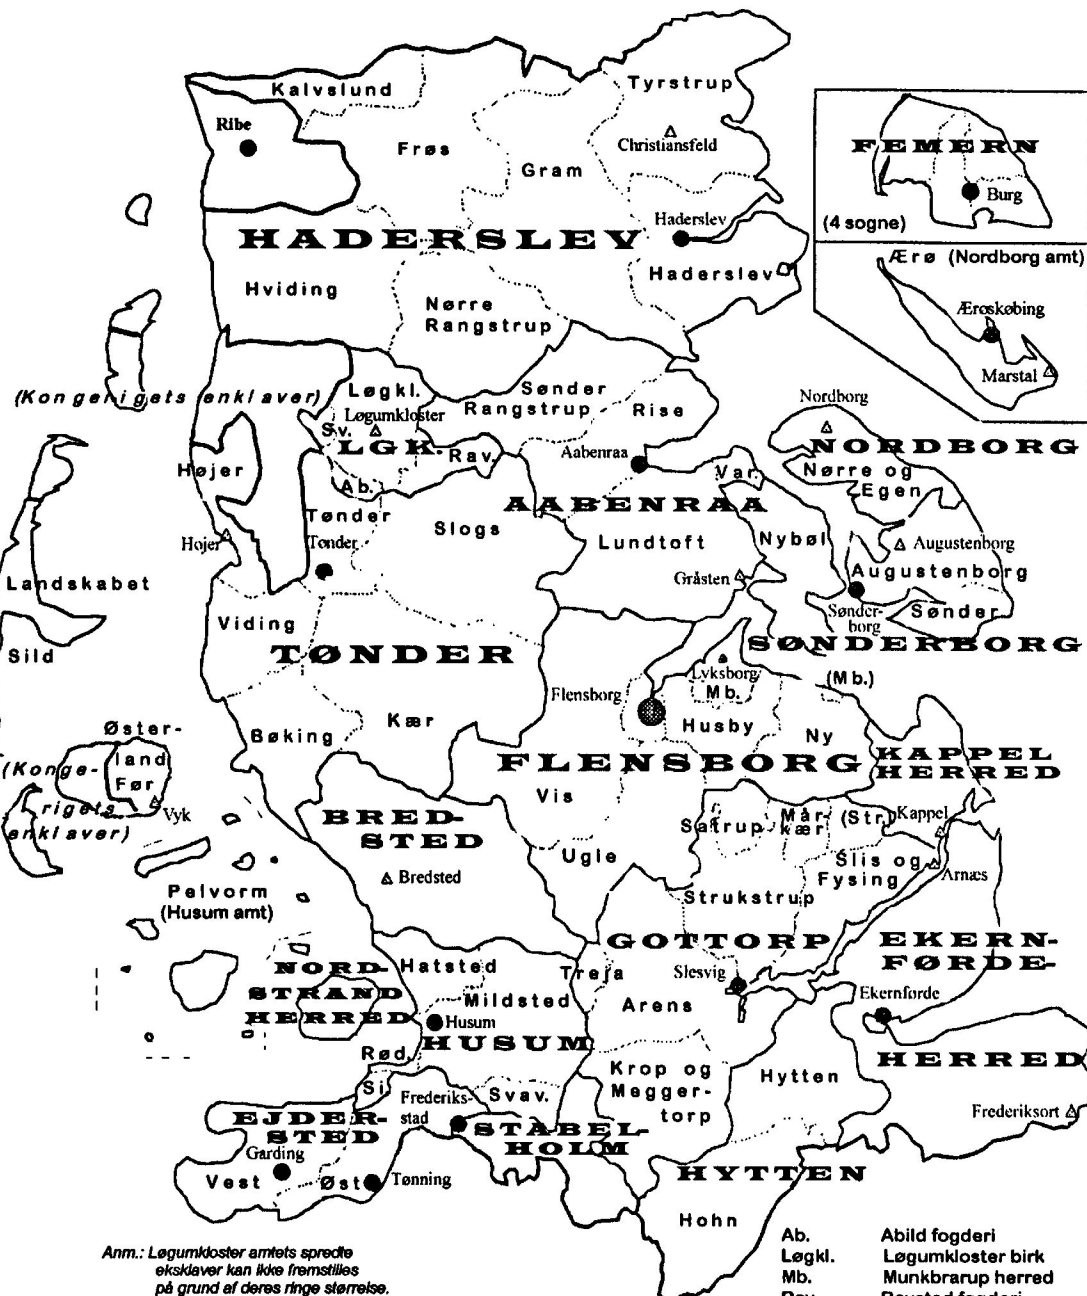 Kalvslund
Tyrstrup
Ribe
Frøs
Christiansfeld
Gram
FEMERN
Burg
(4 sogne)
Haderslev
HADERSLEV
Haderslev
Hviding
Nørre
Rangstrup
Ærø (Nordborg amt)
Æroskøbing
Marstal
(Kongerigets enklaver)
Løgkl.
Løgumkloster
Sønder
Rangstrup
Rise
Nordborg
Sv.
LGK.
Rav.
Aabenraa
NORDBORG
Højer
Ab.
Var.
Nørre og
Egen
Tønder
Slogs
AABENRAA
Hojer
Tønder
Lundtoft
Nybøl
Augustenborg
Landskabet
Gråsten
Augustenborg
Viding
Sønder-
borg
Sønder
Sild
TØNDER
SØNDERBORG
Flensborg
Lyksborg
Mb.
(Mb.)
Kær
Husby
Ny
Bøking
Øster-
land
Før
(Konge-
rigets
enklaver)
Vyk
FLENSBORG
KAPPEL
HERRED
Vis
BRED-
STED
Satrup
Mår-
kær
(Str.)
Kappel
Ugle
Slis og
Fysing
Arnæs
Bredsted
Pelvorm
(Husum amt)
Strukstrup
GOTTORP
EKERN-
FØRDE-
NORD-
STRAND
HERRED
Hatsted
Treja
Slesvig
Mildsted
Arens
Ekernførde
Husum
HUSUM
Rød.
HERRED
Krop og
Megger-
torp
Hytten
Si.
Frederiks-
stad
Svav.
Frederiksort
EJDER-
STED
STABEL-
HOLM
Garding
Vest
Øst
Tønning
HYTTEN
Hohn
Anm.: Løgumkloster amtets spredte
eksklaver kan ikke fremstilles
på grund af deres ringe størrelse.
Ab. Abild fogderi
Løgkl. Løgumkloster birk
Mb. Munkbrarup herred